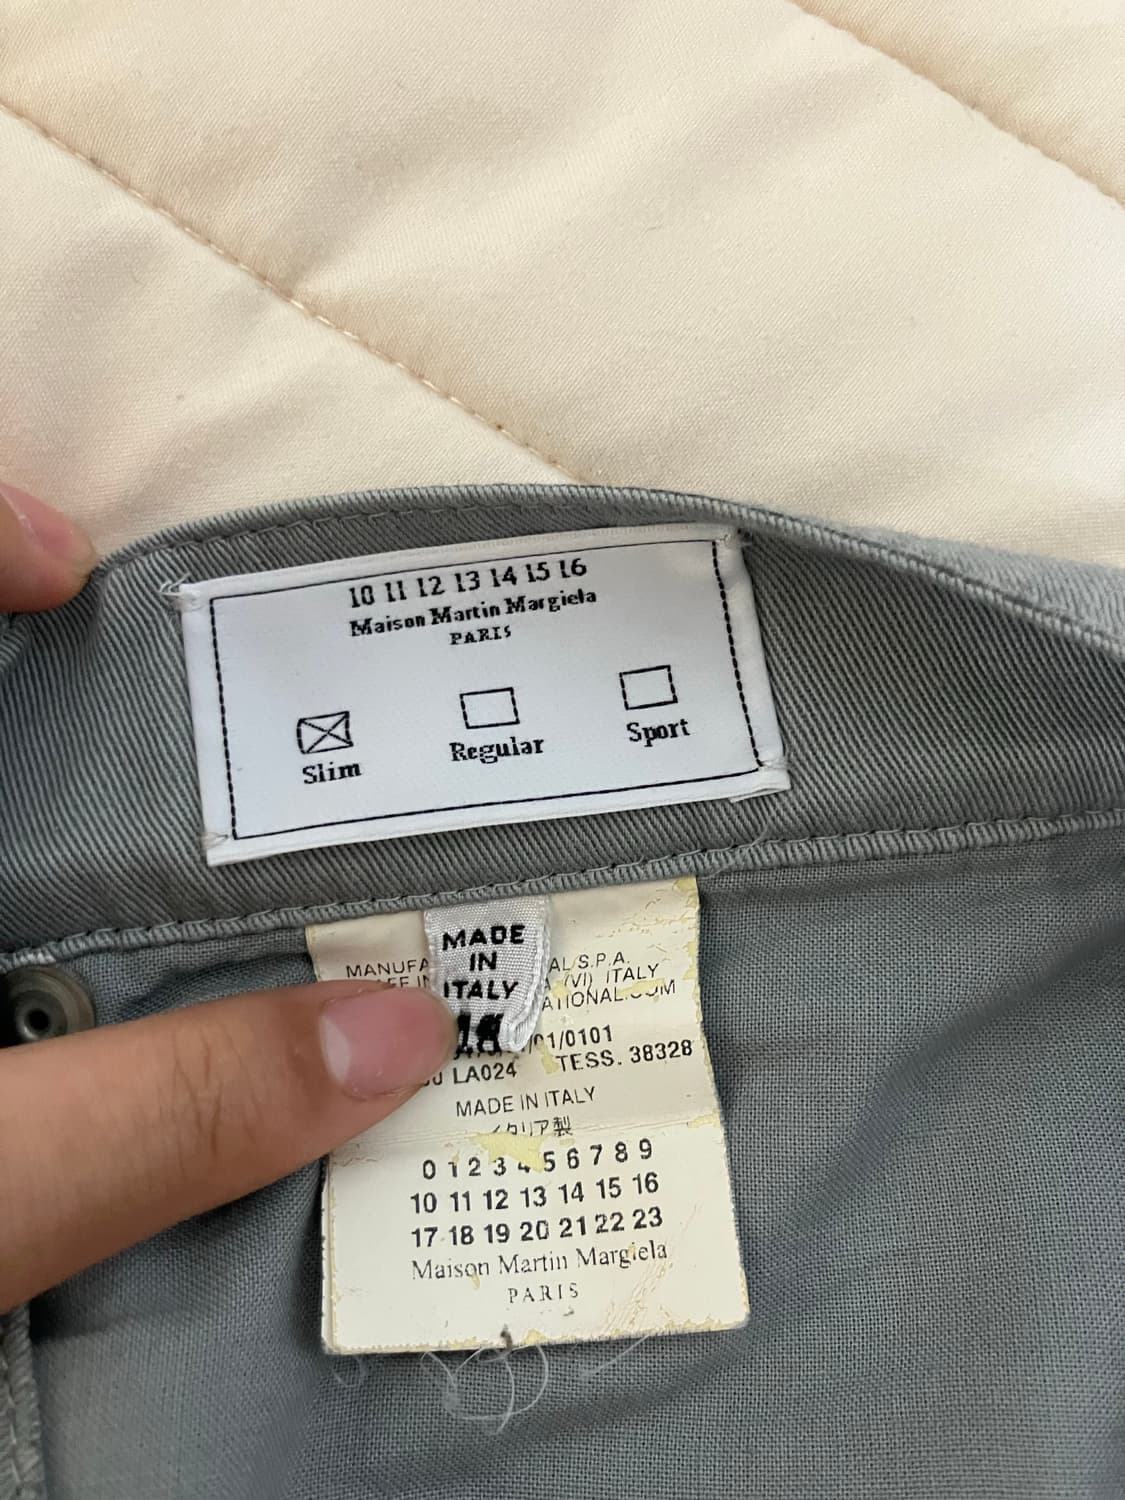 10 11 12 13 14 15 16
Maison Martin Margiela
PARIS
Slim
Regular
Sport
MADE
IN
ITALY
MANUFA
AL/S.P.A.
(VI) ITALY
ATIONAL.COM
01/0101
LA024
TESS. 38328
MADE IN ITALY
イタリア製
0 1 2 3 4 5 6 7 8 9
10 11 12 13 14 15 16
17 18 19 20 21 22 23
Maison Martin Margiela
PARIS